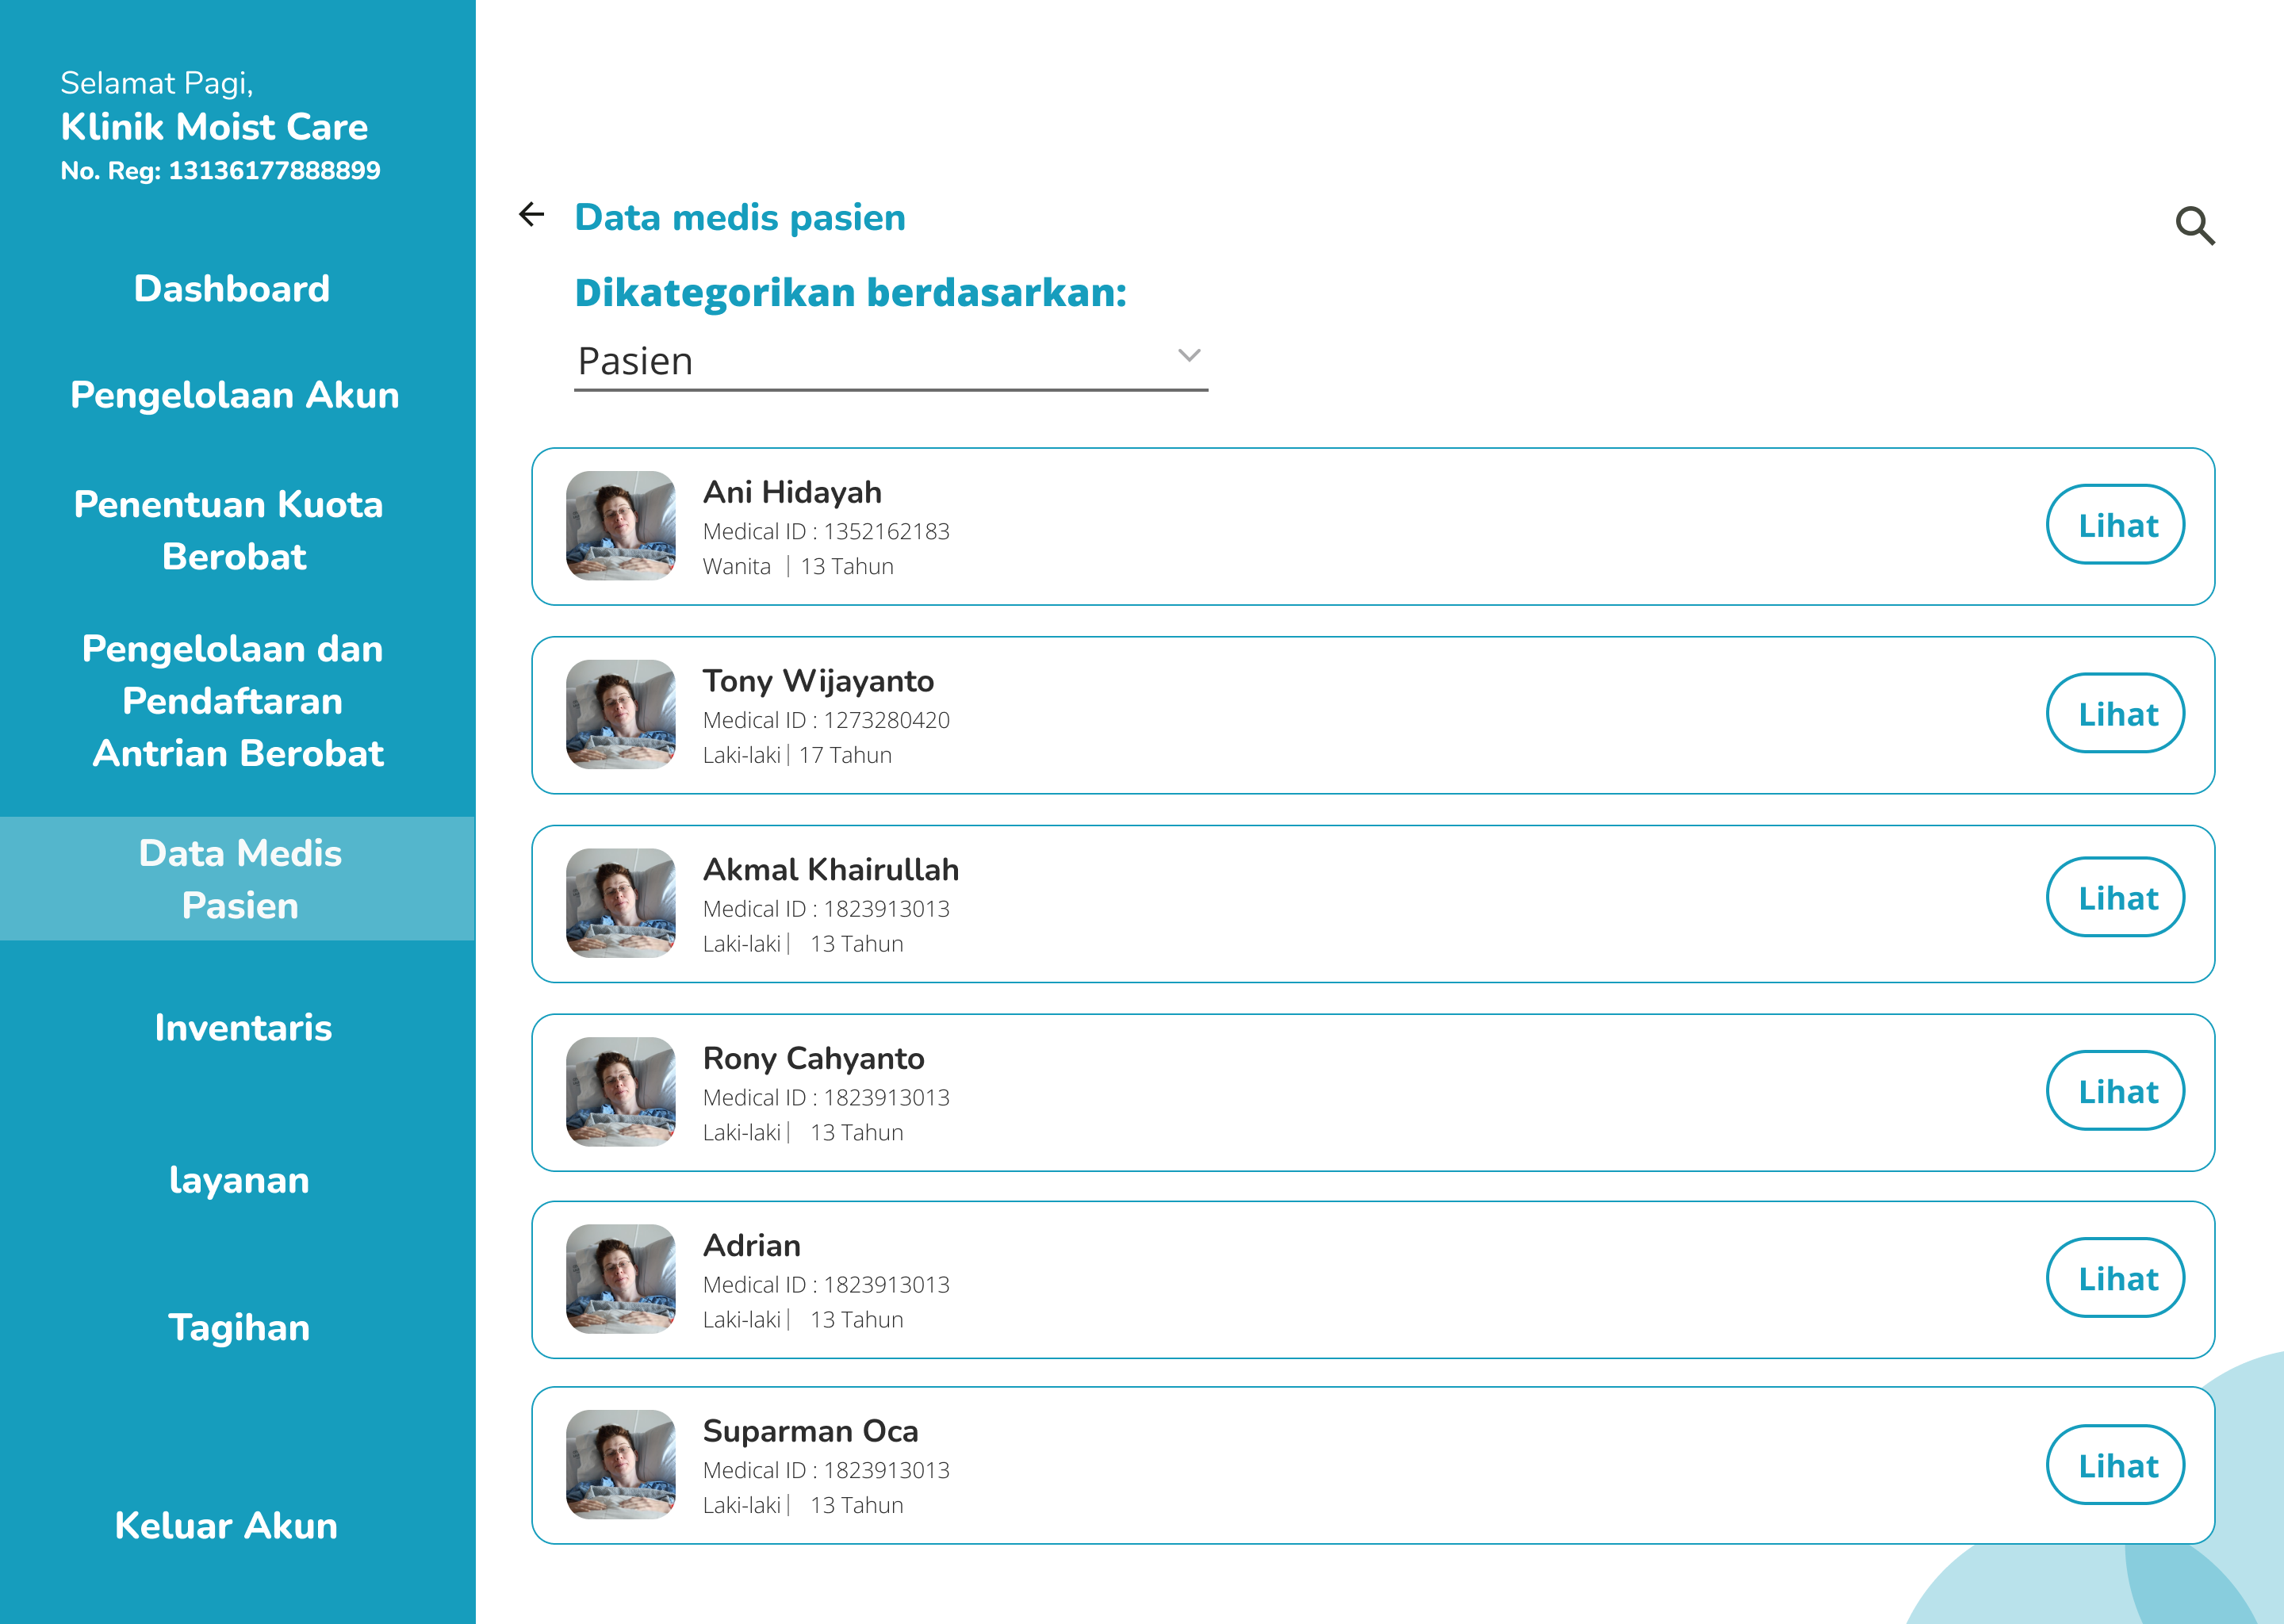 Selamat Pagi,
Klinik Moist Care
No. Reg: 13136177888899
Dashboard
Pengelolaan Akun
Penentuan Kuota
Berobat
Pengelolaan dan
Pendaftaran
Antrian Berobat
Data Medis
Pasien
Inventaris
layanan
Tagihan
Keluar Akun
Data medis pasien
Dikategorikan berdasarkan:
Pasien
Ani Hidayah
Medical ID : 1352162183
Wanita | 13 Tahun
Lihat
Tony Wijayanto
Medical ID : 1273280420
Laki-laki | 17 Tahun
Lihat
Akmal Khairullah
Medical ID : 1823913013
Laki-laki | 13 Tahun
Lihat
Rony Cahyanto
Medical ID : 1823913013
Laki-laki | 13 Tahun
Lihat
Adrian
Medical ID : 1823913013
Laki-laki | 13 Tahun
Lihat
Suparman Oca
Medical ID : 1823913013
Laki-laki | 13 Tahun
Lihat